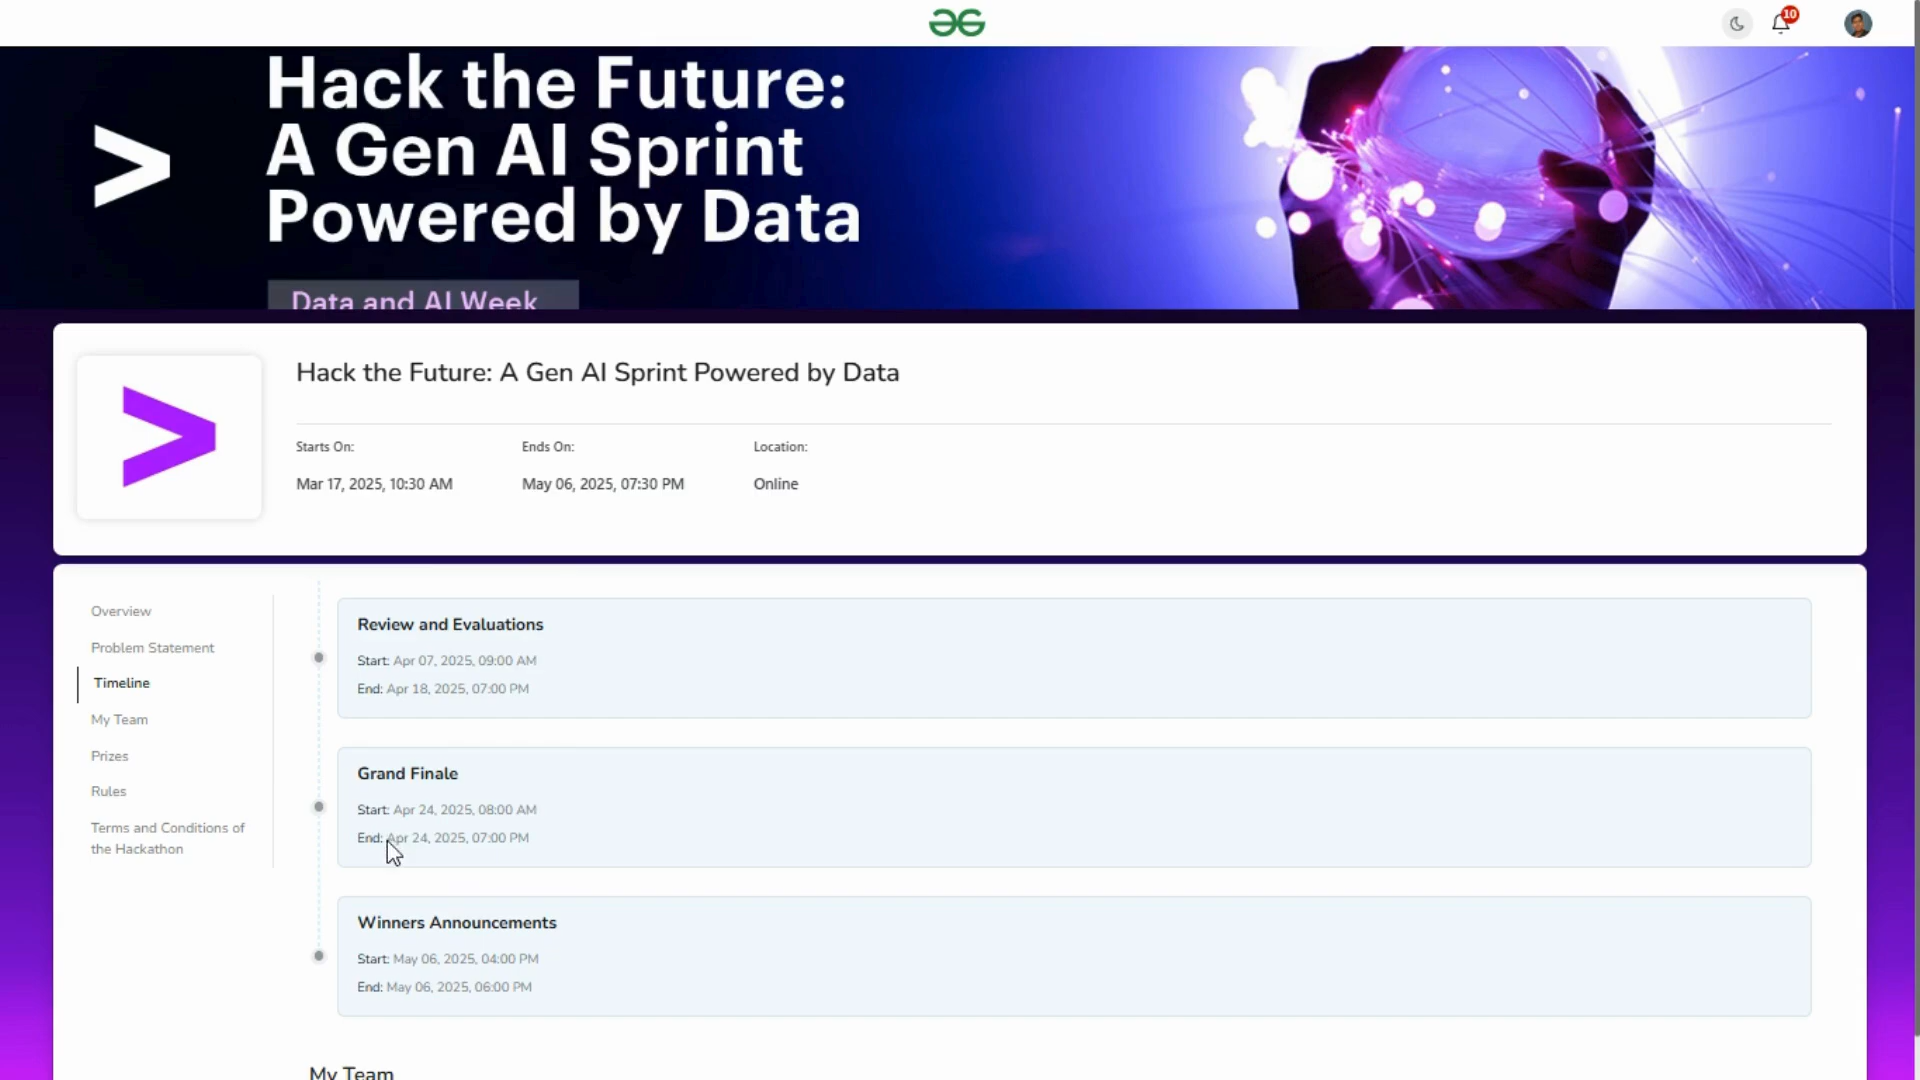 10
Hack the Future:
A Gen AI Sprint
Powered by Data
Data and AI Week
Hack the Future: A Gen AI Sprint Powered by Data
Starts On:
Mar 17, 2025, 10:30 AM
Ends On:
May 06, 2025, 07:30 PM
Location:
Online
Overview
Problem Statement
Timeline
My Team
Prizes
Rules
Terms and Conditions of
the Hackathon
Review and Evaluations
Start: Apr 07, 2025, 09:00 AM
End: Apr 18, 2025, 07:00 PM
Grand Finale
Start: Apr 24, 2025, 08:00 AM
End: Apr 24, 2025, 07:00 PM
Winners Announcements
Start: May 06, 2025, 04:00 PM
End: May 06, 2025, 06:00 PM
My Team